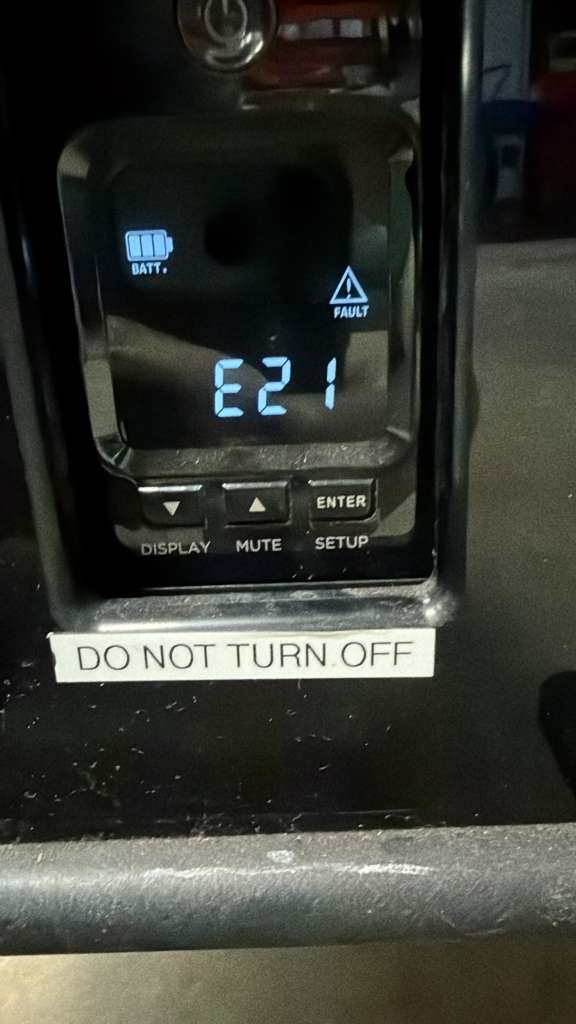 BATT.
FAULT
E21
ENTER
DISPLAY MUTE SETUP
DO NOT TURN OFF